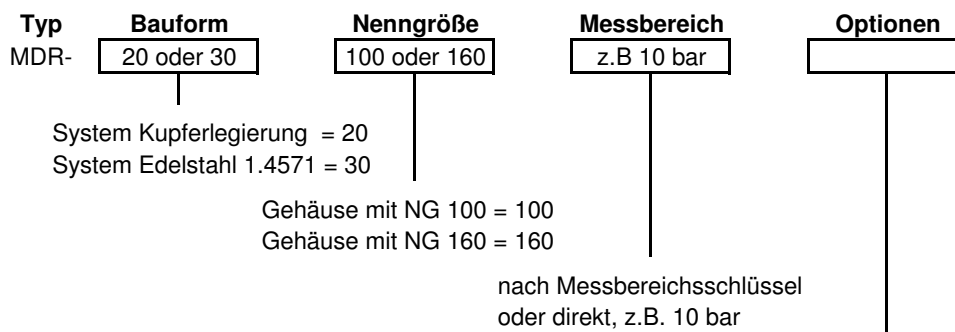 Typ Bauform Nenngröße Messbereich Optionen
MDR- 20 oder 30 100 oder 160 z.B 10 bar
System Kupferlegierung = 20
System Edelstahl 1.4571 = 30
Gehäuse mit NG 100 = 100
Gehäuse mit NG 160 = 160
nach Messbereichsschlüssel
oder direkt, z.B. 10 bar